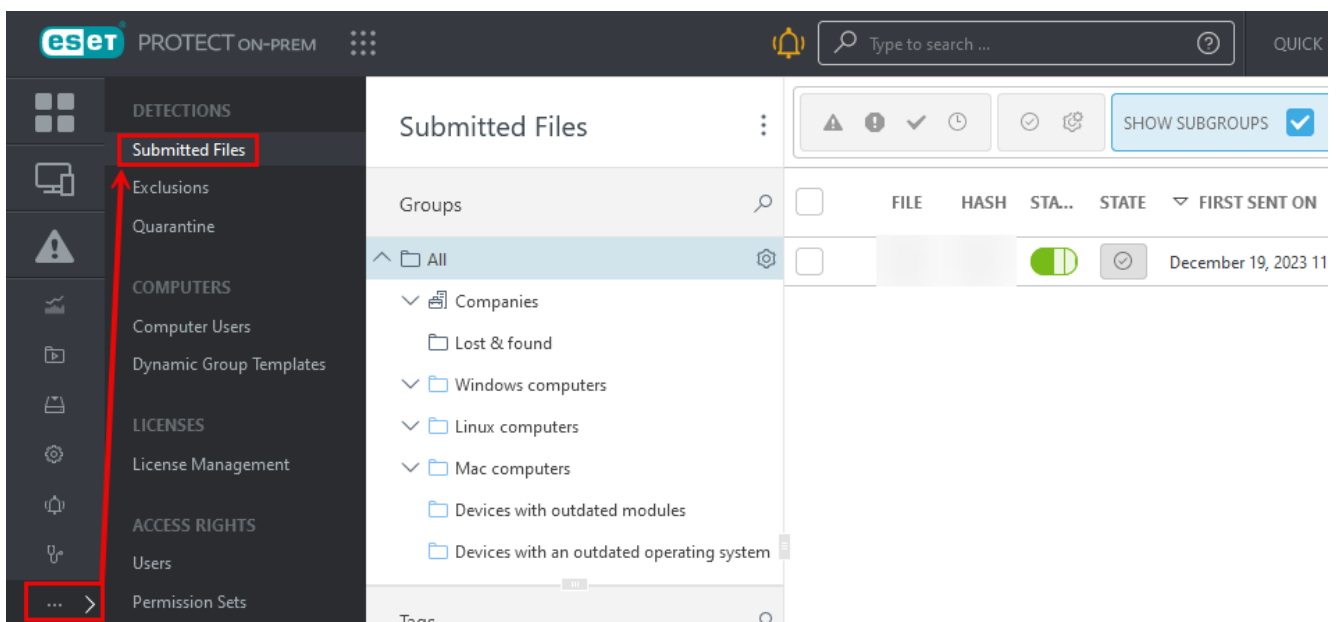 eset PROTECT ON-PREM Type to search ... QUICK
DETECTIONS
Submitted Files
Exclusions
Quarantine
COMPUTERS
Computer Users
Dynamic Group Templates
LICENSES
License Management
ACCESS RIGHTS
Users
Permission Sets
Submitted Files
Groups
All
Companies
Lost & found
Windows computers
Linux computers
Mac computers
Devices with outdated modules
Devices with an outdated operating system
Tags
SHOW SUBGROUPS
FILE HASH STA... STATE FIRST SENT ON
December 19, 2023 11